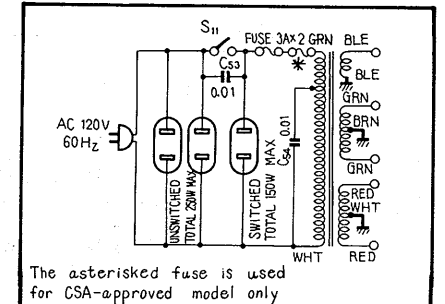 S11
FUSE 3A×2 GRN
BLE
C53
0.01
*
BLE
GRN
BRN
AC 120V
60Hz
0.01
C54
GRN
UNSWITCHED
TOTAL 250W MAX
SWITCHED
TOTAL 150W MAX
RED
WHT
WHT
RED
The asterisked fuse is used
for CSA-approved model only